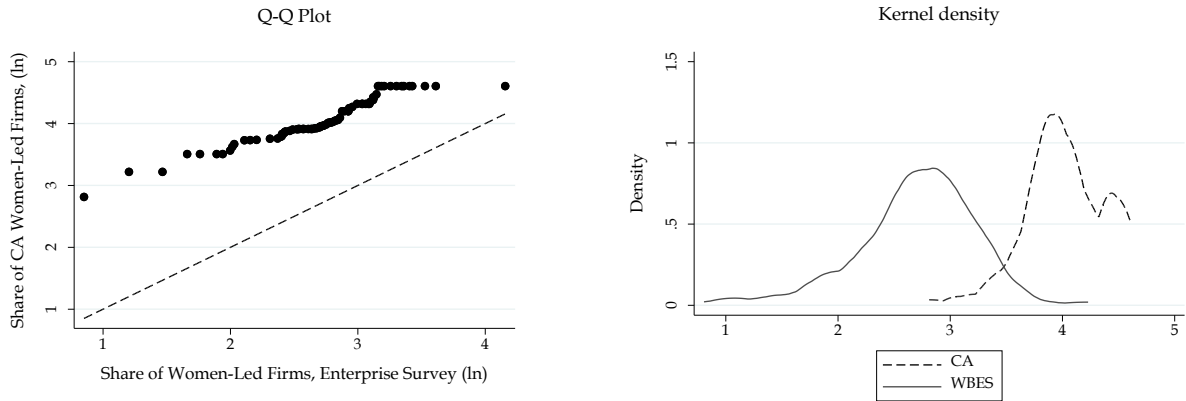 Q-Q Plot
Share of CA Women-Led Firms, (ln)
5
4
3
2
1
1 2 3 4
Share of Women-Led Firms, Enterprise Survey (ln)
Kernel density
Density
1.5
1
.5
0
1 2 3 4 5
CA
WBES